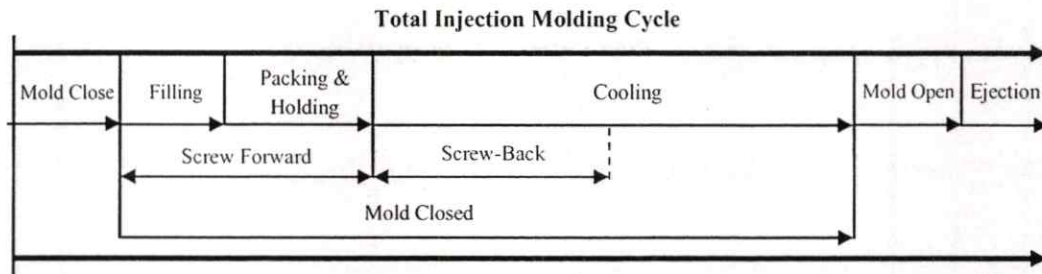 Total Injection Molding Cycle
Mold Close
Filling
Packing &
Holding
Cooling
Mold Open
Ejection
Screw Forward
Screw-Back
Mold Closed